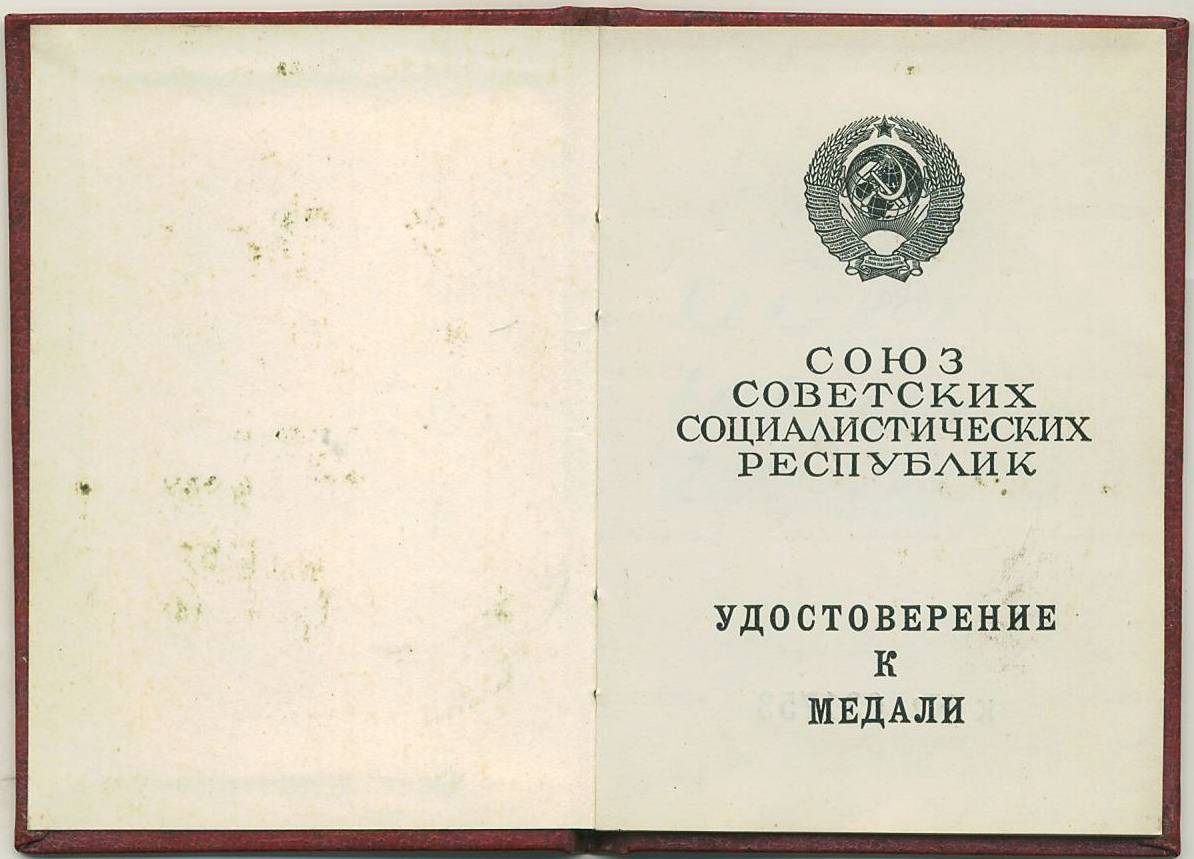 СОЮЗ
СОВЕТСКИХ
СОЦИАЛИСТИЧЕСКИХ
РЕСПУБЛИК
УДОСТОВЕРЕНИЕ
К
МЕДАЛИ